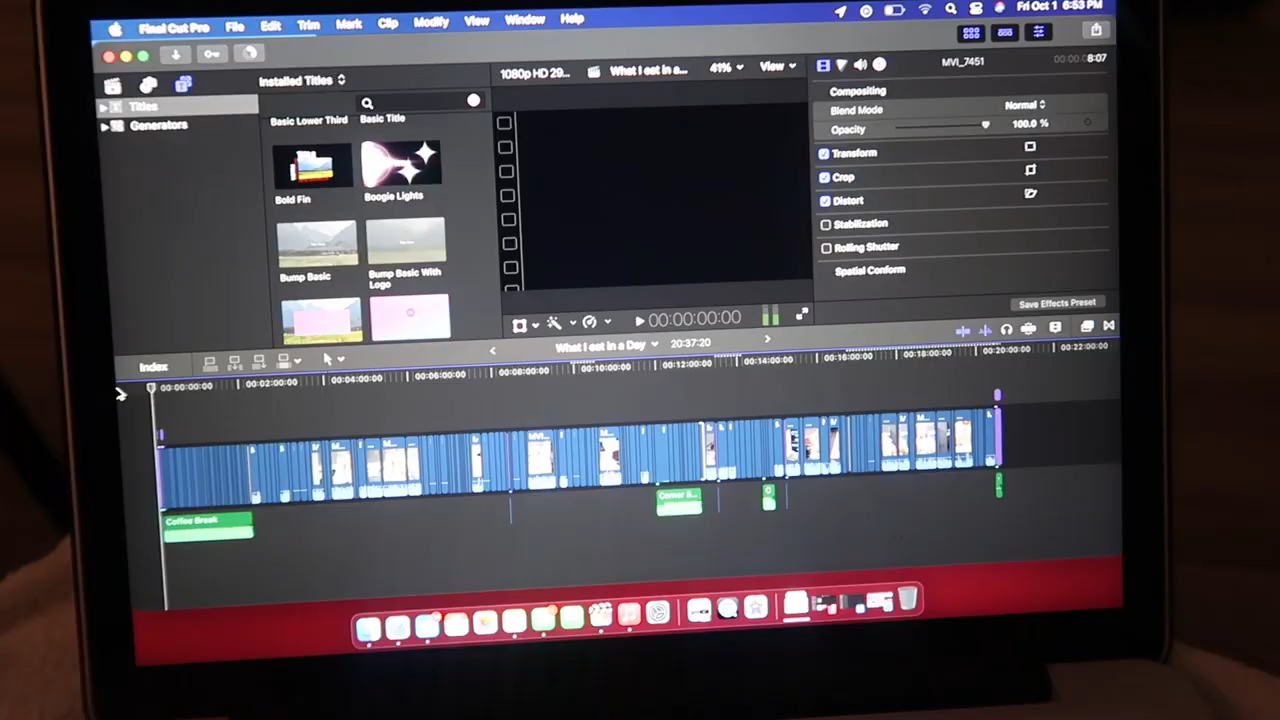 Final Cut Pro File Edit Trim Mark Clip Modify View Window Help Fri Oct 1 6:53 PM
Installed Titles 1080p HD 29... What I eat in a... 41% View MVI_7451 8:07
Titles
Generators
Basic Lower Third Basic Title
Bold Fin Boogie Lights
Bump Basic Bump Basic With Logo
Compositing
Blend Mode Normal
Opacity 100.0 %
Transform
Crop
Distort
Stabilization
Rolling Shutter
Spatial Conform
Save Effects Preset
00:00:00:00
Index What I eat in a Day 20:37:20
00:00:00:00 00:02:00:00 00:04:00:00 00:06:00:00 00:08:00:00 00:10:00:00 00:12:00:00 00:14:00:00 00:16:00:00 00:18:00:00 00:20:00:00 00:22:00:00
Coffee Break